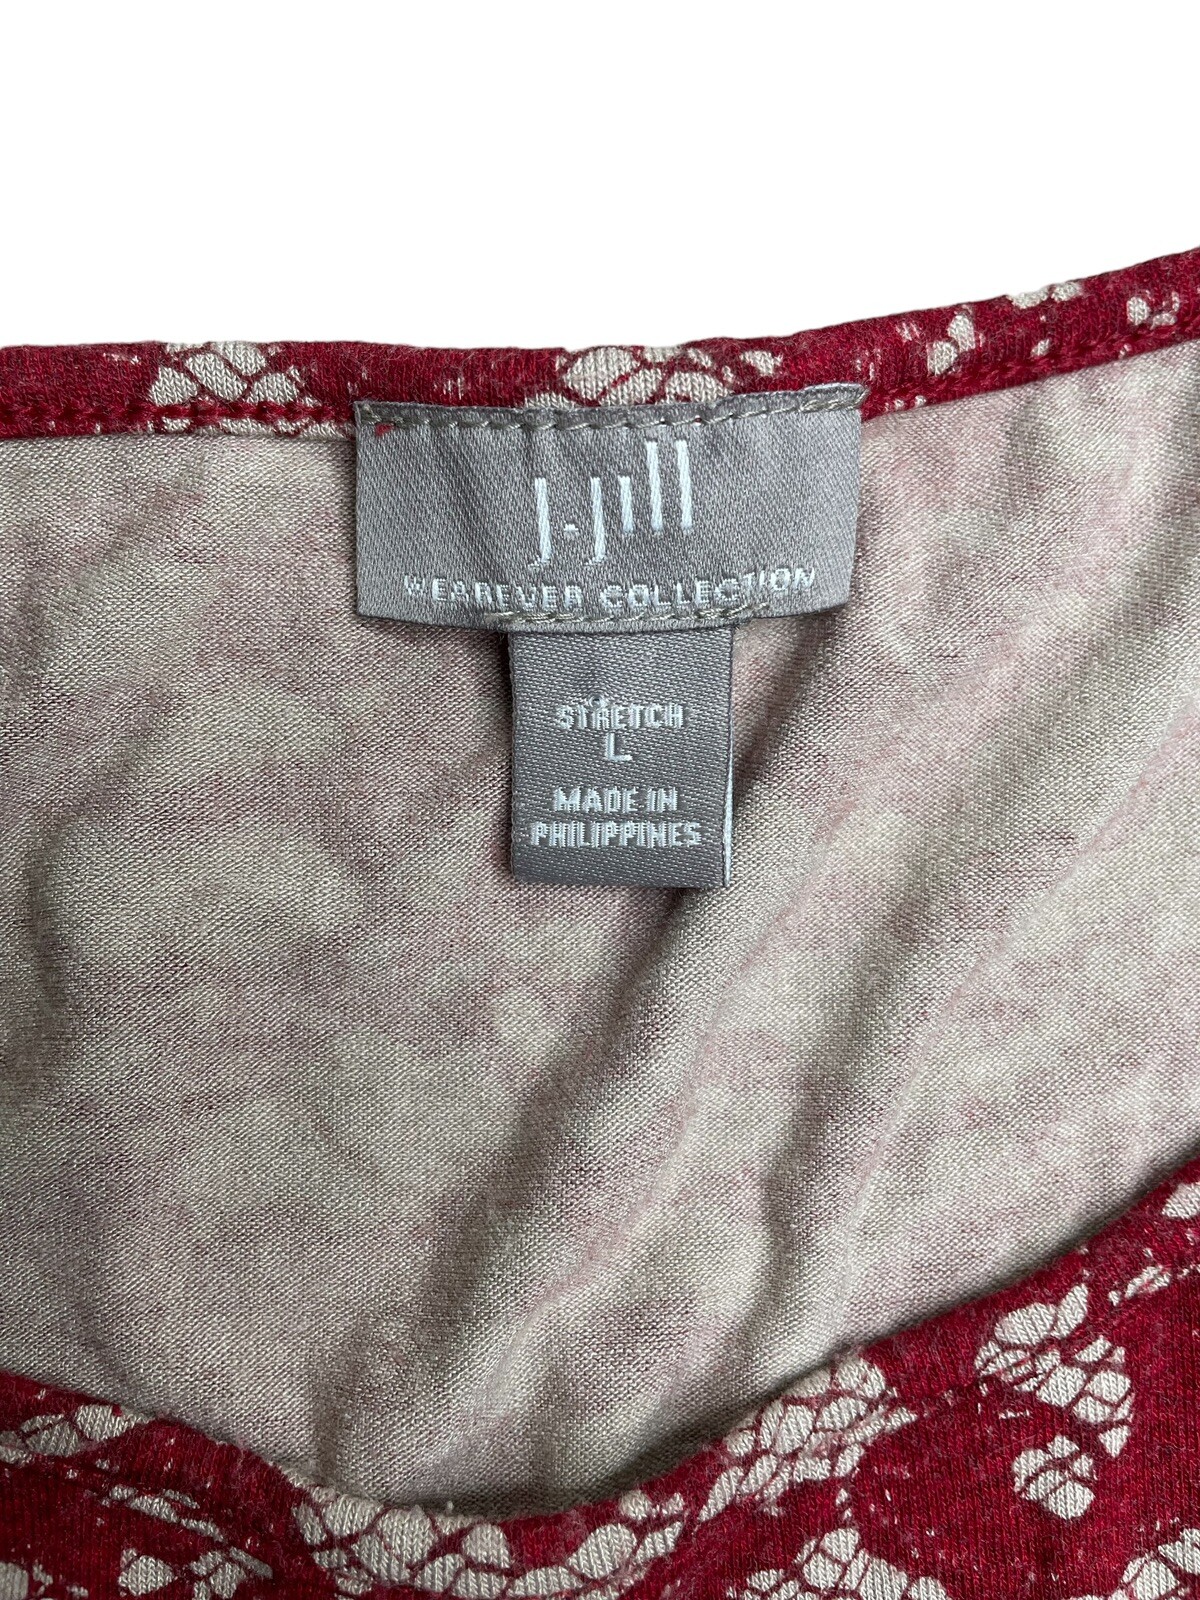 J.Jill
WEAREVER COLLECTION
STRETCH
L
MADE IN
PHILIPPINES